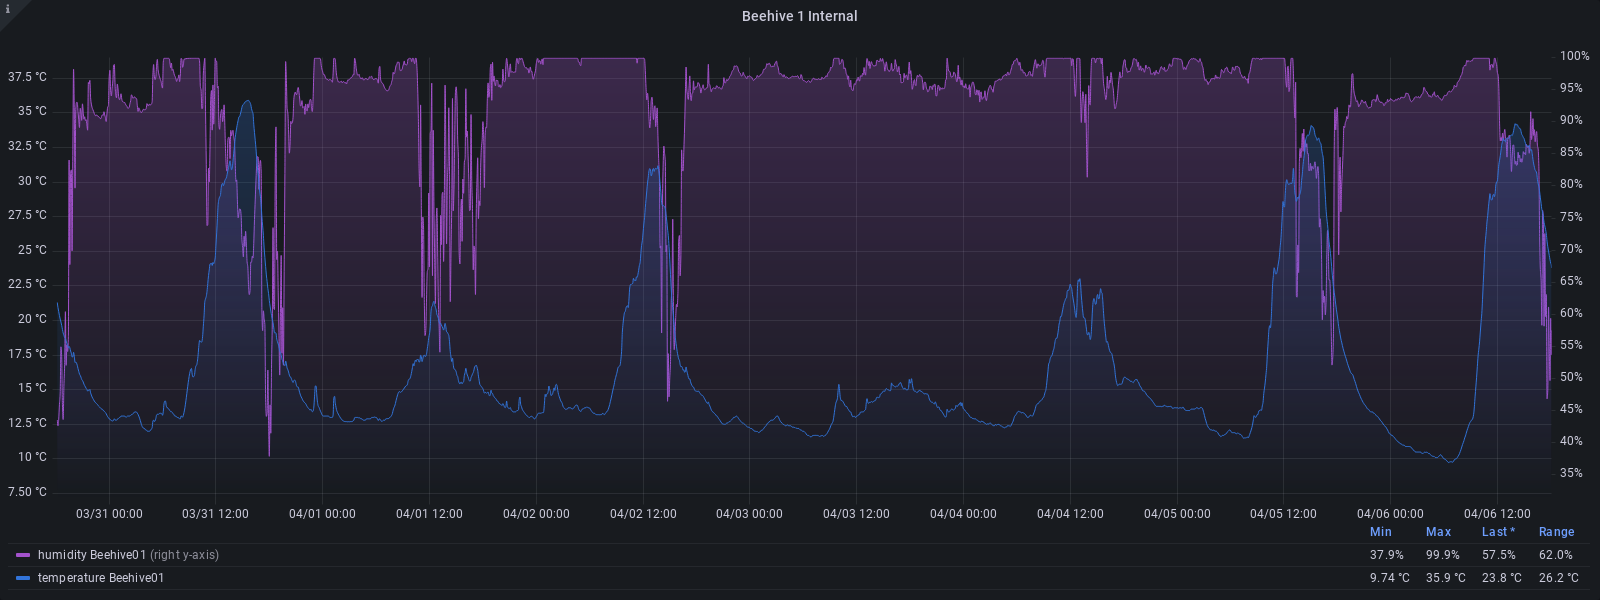 i
Beehive 1 Internal
37.5 °C
35 °C
32.5 °C
30 °C
27.5 °C
25 °C
22.5 °C
20 °C
17.5 °C
15 °C
12.5 °C
10 °C
7.50 °C
100%
95%
90%
85%
80%
75%
70%
65%
60%
55%
50%
45%
40%
35%
03/31 00:00 03/31 12:00 04/01 00:00 04/01 12:00 04/02 00:00 04/02 12:00 04/03 00:00 04/03 12:00 04/04 00:00 04/04 12:00 04/05 00:00 04/05 12:00 04/06 00:00 04/06 12:00
Min Max Last * Range
humidity Beehive01 (right y-axis) 37.9% 99.9% 57.5% 62.0%
temperature Beehive01 9.74 °C 35.9 °C 23.8 °C 26.2 °C